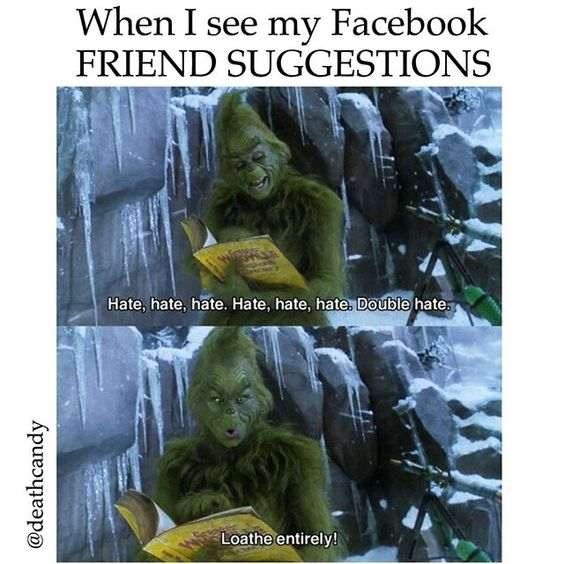 When I see my Facebook
FRIEND SUGGESTIONS
Hate, hate, hate. Hate, hate, hate. Double hate.
Loathe entirely!
@deathcandy